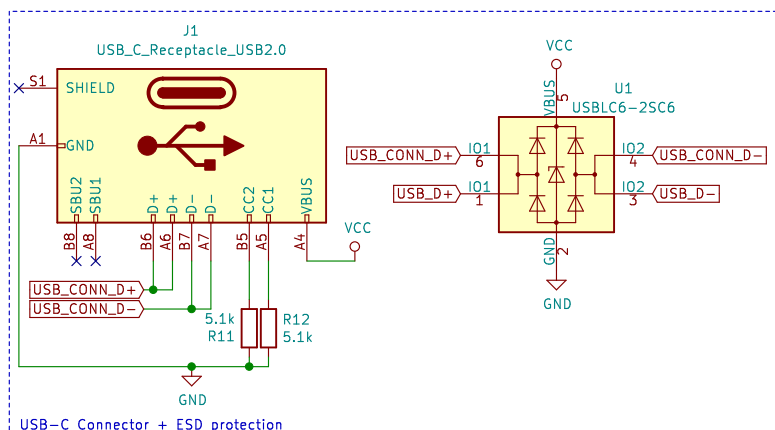 J1
USB_C_Receptacle_USB2.0
S1
SHIELD
A1
GND
SBU2
SBU1
D+
D+
D-
D-
CC2
CC1
VBUS
B8
A8
B6
A6
B7
A7
B5
A5
A4
VCC
USB_CONN_D+
USB_CONN_D-
5.1k
R11
R12
5.1k
GND
VCC
VBUS
5
U1
USBLC6-2SC6
USB_CONN_D+
IO1
6
IO2
4
USB_CONN_D-
USB_D+
IO1
1
IO2
3
USB_D-
GND
2
GND
USB-C Connector + ESD protection